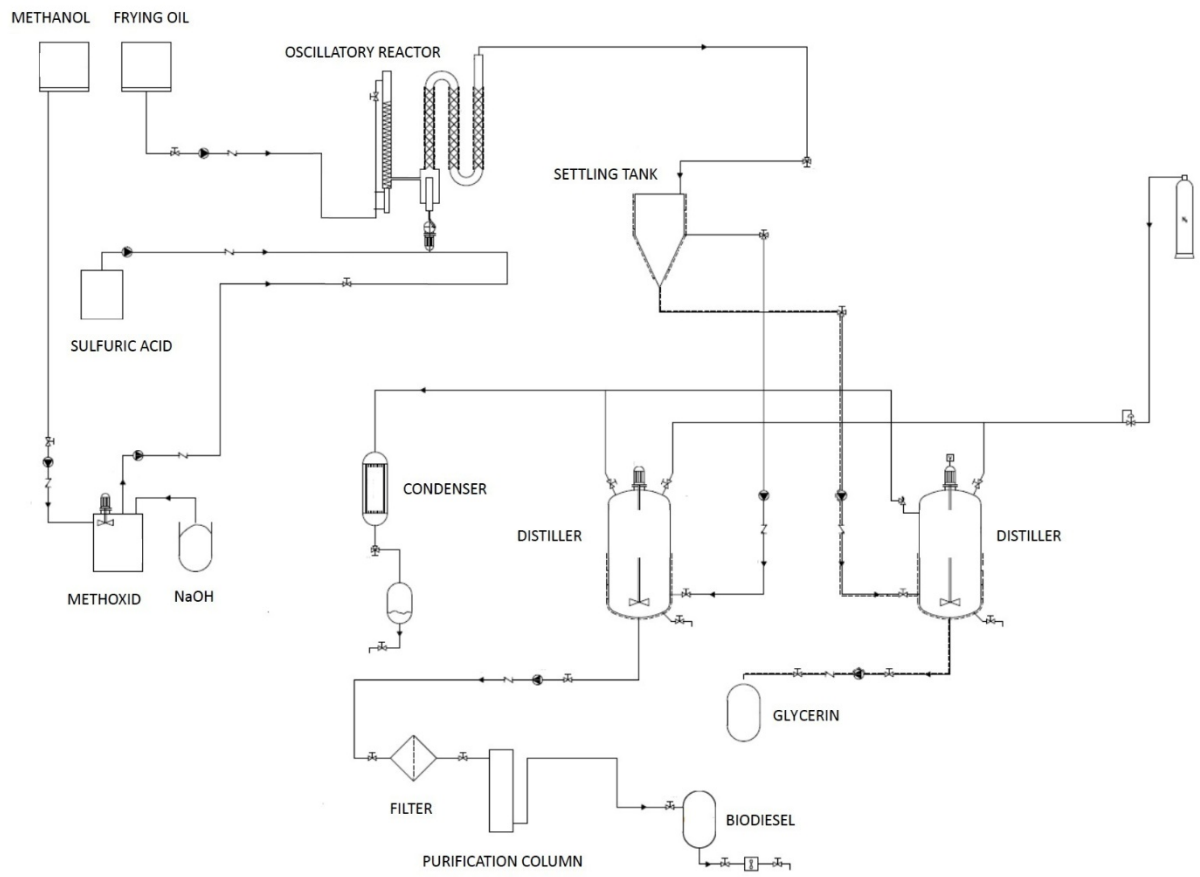 METHANOL
FRYING OIL
OSCILLATORY REACTOR
SETTLING TANK
SULFURIC ACID
CONDENSER
DISTILLER
DISTILLER
METHOXID
NaOH
GLYCERIN
FILTER
BIODIESEL
PURIFICATION COLUMN